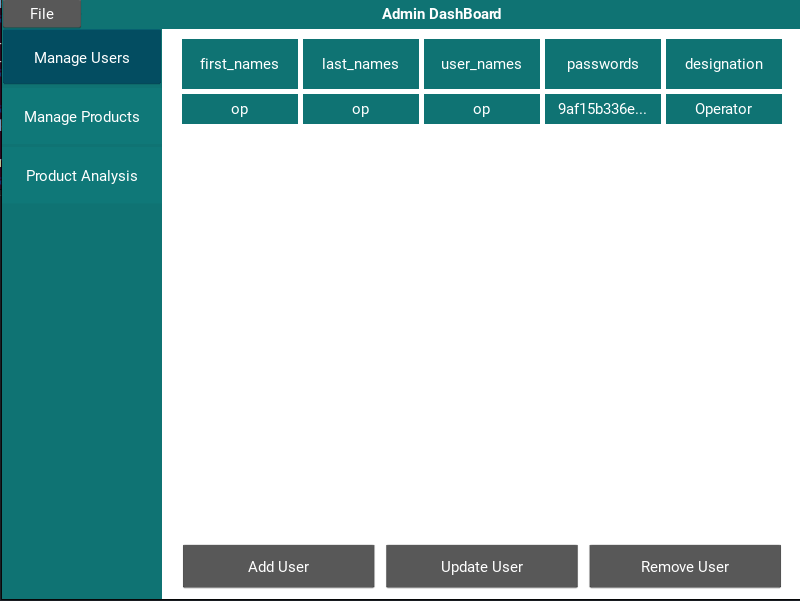 File
Admin DashBoard
Manage Users
Manage Products
Product Analysis
first_names last_names user_names passwords designation
op op op 9af15b336e... Operator
Add User Update User Remove User